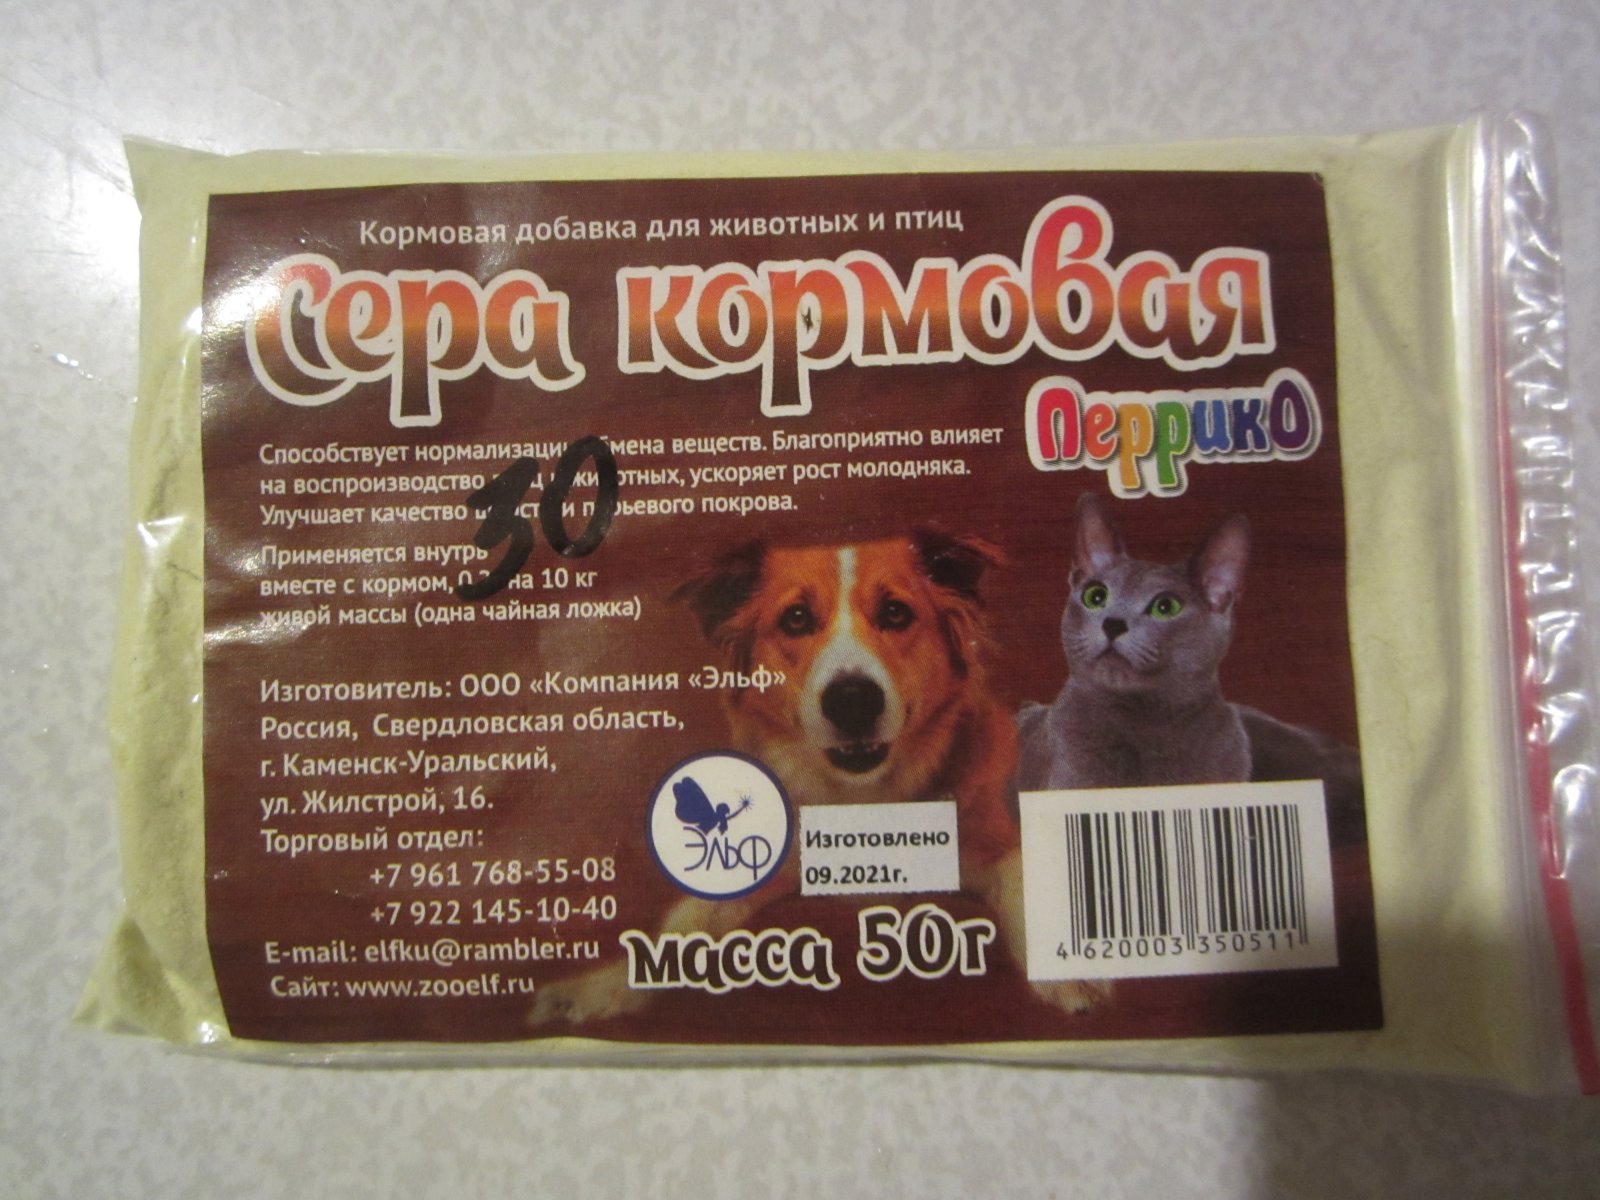 Кормовая добавка для животных и птиц
Сера кормовая
Перрико
Способствует нормализации обмена веществ. Благоприятно влияет
на воспроизводство животных, ускоряет рост молодняка.
Улучшает качество и перьевого покрова.
30
Применяется внутрь
вместе с кормом, на 10 кг
живой массы (одна чайная ложка)
Изготовитель: ООО «Компания «Эльф»
Россия, Свердловская область,
г. Каменск-Уральский,
ул. Жилстрой, 16.
Торговый отдел:
+7 961 768-55-08
+7 922 145-10-40
E-mail: elfku@rambler.ru
Сайт: www.zooelf.ru
Эльф
Изготовлено
09.2021г.
масса 50г
4 620003 350511